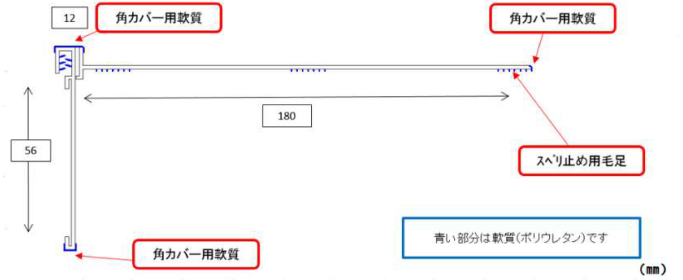 12
角カバー用軟質
角カバー用軟質
180
56
スベリ止め用毛足
角カバー用軟質
青い部分は軟質(ポリウレタン)です
(mm)